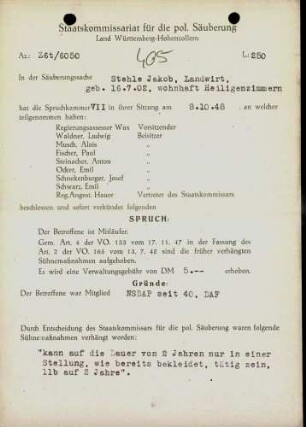 Staatskommissariat für die pol. Säuberung
Land Württemberg-Hohenzollern
Az.: Z6t/6050
405
L:250
In der Säuberungssache Stehle Jakob, Landwirt,
geb. 16.7.02, wohnhaft Heiligenzimmern
hat die Spruchkammer VII in ihrer Sitzung am 8.10.48, an welcher
teilgenommen haben:
Regierungsassessor Wax Vorsitzender
Waldner, Ludwig Beisitzer
Musch, Alois "
Fischer, Paul "
Steinacher, Anton "
Ocker, Emil "
Schnekenburger, Josef "
Schwarz, Emil "
Reg.Angest. Heuer Vertreter des Staatskommissars
beschlossen und sofort verkündet folgenden
SPRUCH:
Der Betroffene ist Mitläufer.
Gem. Art. 6 der VO. 133 vom 17. 11. 47 in der Fassung des
Art. 2 der VO. 165 vom 13. 7. 48 sind die früher verhängten
Sühnemaßnahmen aufgehoben.
Es wird eine Verwaltungsgebühr von DM 5.-- erhoben.
Gründe:
Der Betroffene war Mitglied NSDAP seit 40, DAF
Durch Entscheidung des Staatskommissars für die pol. Säuberung waren folgende
Sühnemaßnahmen verhängt worden:
"kann auf die Dauer von 2 Jahren nur in einer
Stellung, wie bereits bekleidet, tätig sein,
llb auf 2 Jahre".